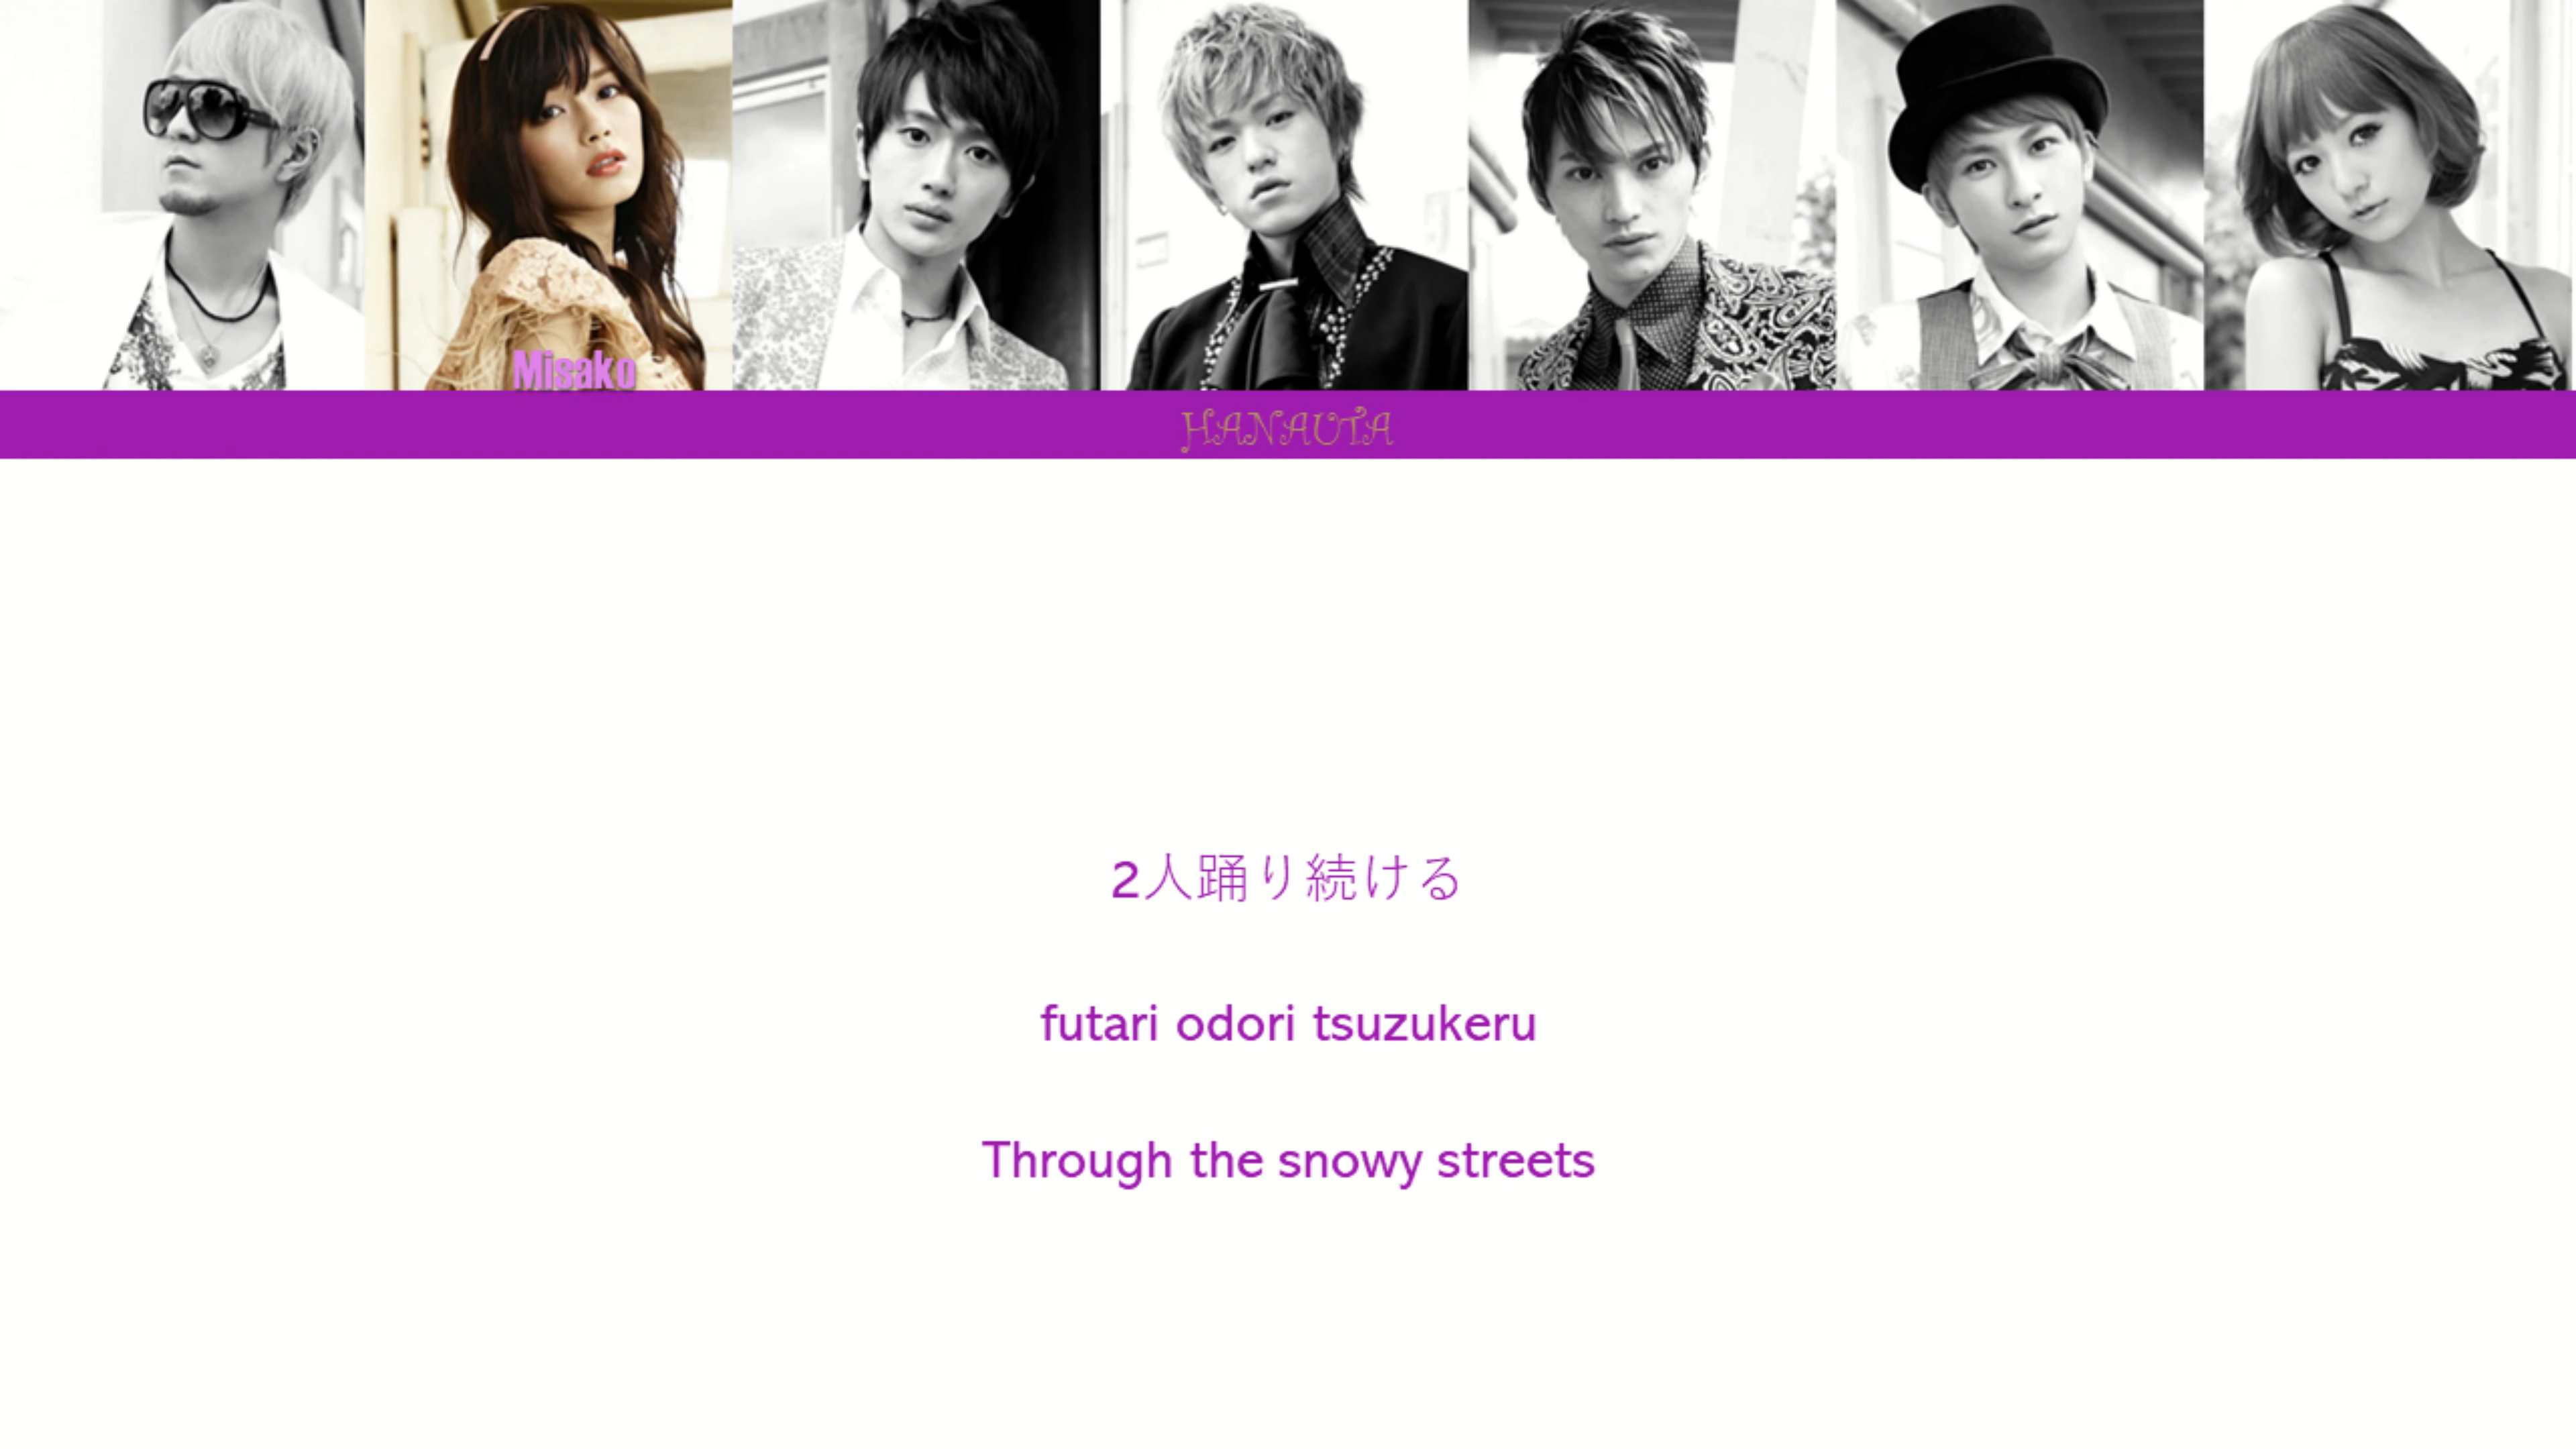 Misako
HANAUTA
2人踊り続ける
futari odori tsuzukeru
Through the snowy streets